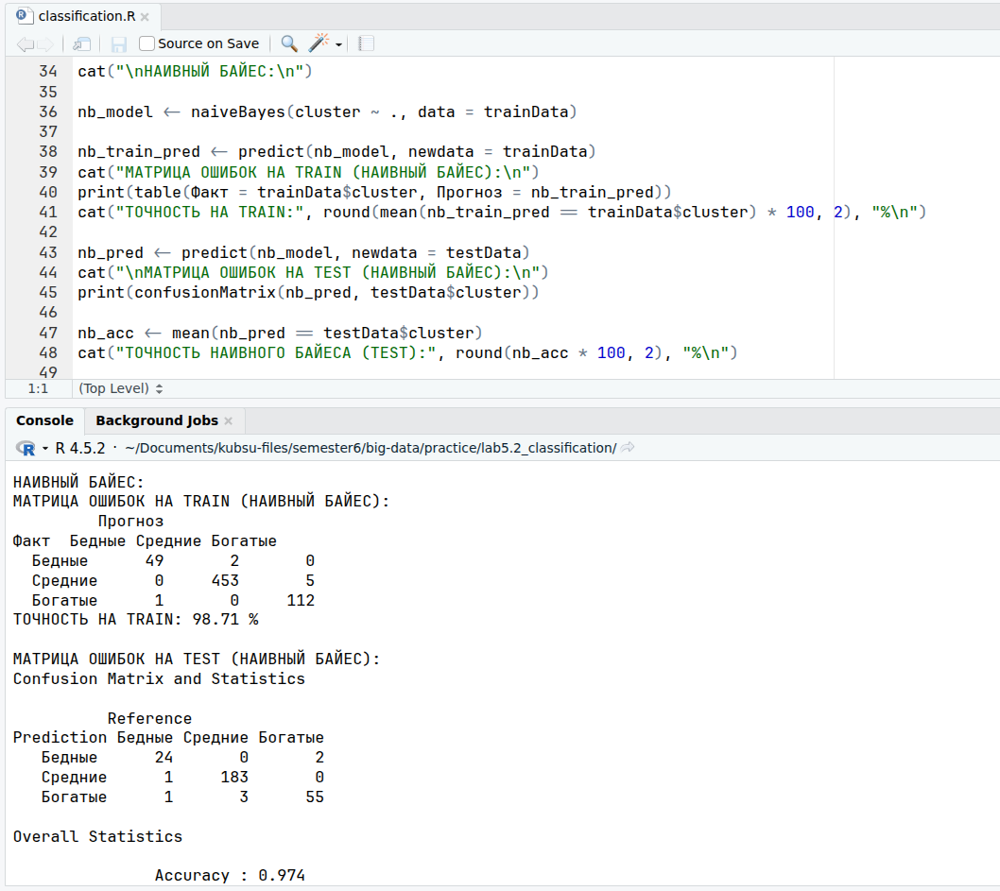 classification.R
Source on Save
34 cat("\nНАИВНЫЙ БАЙЕС:\n")
35
36 nb_model <- naiveBayes(cluster ~ ., data = trainData)
37
38 nb_train_pred <- predict(nb_model, newdata = trainData)
39 cat("МАТРИЦА ОШИБОК НА TRAIN (НАИВНЫЙ БАЙЕС):\n")
40 print(table(Факт = trainData$cluster, Прогноз = nb_train_pred))
41 cat("ТОЧНОСТЬ НА TRAIN:", round(mean(nb_train_pred == trainData$cluster) * 100, 2), "%\n")
42
43 nb_pred <- predict(nb_model, newdata = testData)
44 cat("\nМАТРИЦА ОШИБОК НА TEST (НАИВНЫЙ БАЙЕС):\n")
45 print(confusionMatrix(nb_pred, testData$cluster))
46
47 nb_acc <- mean(nb_pred == testData$cluster)
48 cat("ТОЧНОСТЬ НАИВНОГО БАЙЕСА (TEST):", round(nb_acc * 100, 2), "%\n")
49
1:1 (Top Level)
Console Background Jobs
R 4.5.2 · ~/Documents/kubsu-files/semester6/big-data/practice/lab5.2_classification/
НАИВНЫЙ БАЙЕС:
МАТРИЦА ОШИБОК НА TRAIN (НАИВНЫЙ БАЙЕС):
Прогноз
Факт Бедные Средние Богатые
Бедные 49 2 0
Средние 0 453 5
Богатые 1 0 112
ТОЧНОСТЬ НА TRAIN: 98.71 %
МАТРИЦА ОШИБОК НА TEST (НАИВНЫЙ БАЙЕС):
Confusion Matrix and Statistics
Reference
Prediction Бедные Средние Богатые
Бедные 24 0 2
Средние 1 183 0
Богатые 1 3 55
Overall Statistics
Accuracy : 0.974